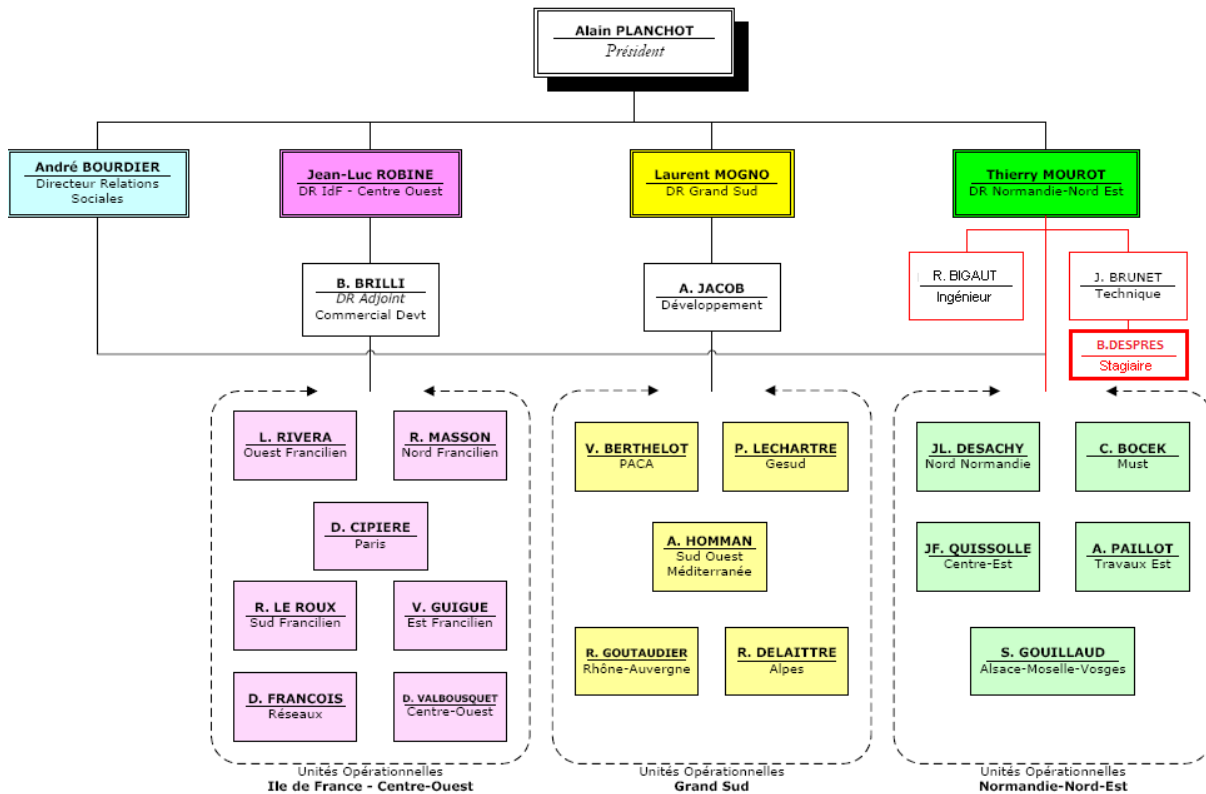 Alain PLANCHOT
Président
André BOURDIER
Directeur Relations
Sociales
Jean-Luc ROBINE
DR IdF - Centre Ouest
Laurent MOGNO
DR Grand Sud
Thierry MOUROT
DR Normandie-Nord Est
B. BRILLI
DR Adjoint
Commercial Devt
A. JACOB
Développement
R. BIGAUT
Ingénieur
J. BRUNET
Technique
B.DESPRES
Stagiaire
L. RIVERA
Ouest Francilien
R. MASSON
Nord Francilien
D. CIPIERE
Paris
R. LE ROUX
Sud Francilien
V. GUIGUE
Est Francilien
D. FRANCOIS
Réseaux
D. VALBOUSQUET
Centre-Ouest
Unités Opérationnelles
Ile de France - Centre-Ouest
V. BERTHELOT
PACA
P. LECHARTRE
Gesud
A. HOMMAN
Sud Ouest
Méditerranée
R. GOUTAUDIER
Rhône-Auvergne
R. DELAITTRE
Alpes
Unités Opérationnelles
Grand Sud
JL. DESACHY
Nord Normandie
C. BOCEK
Must
JF. QUISSOLLE
Centre-Est
A. PAILLOT
Travaux Est
S. GOUILLAUD
Alsace-Moselle-Vosges
Unités Opérationnelles
Normandie-Nord-Est